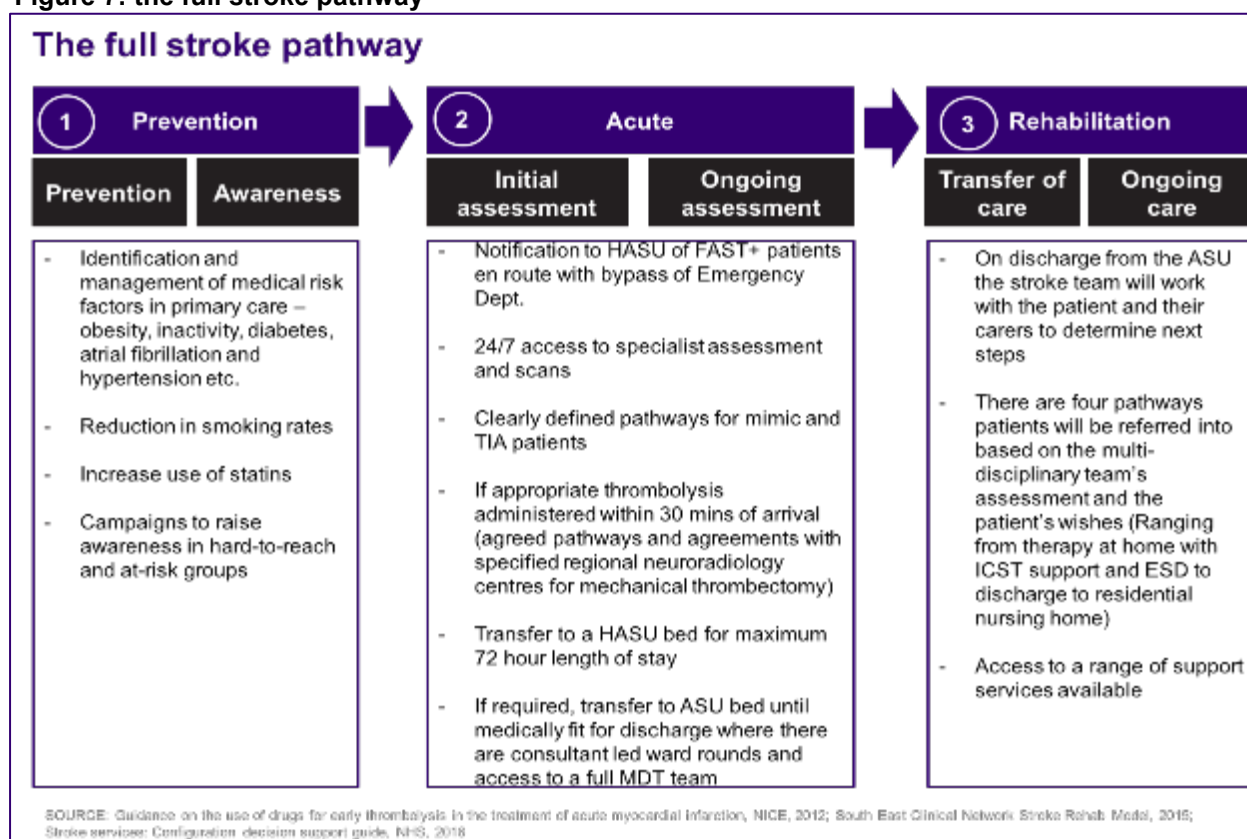 Figure 7: the full stroke pathway
The full stroke pathway
1 Prevention
Prevention
Awareness
- Identification and
management of medical risk
factors in primary care –
obesity, inactivity, diabetes,
atrial fibrillation and
hypertension etc.
- Reduction in smoking rates
- Increase use of statins
- Campaigns to raise
awareness in hard-to-reach
and at-risk groups
2 Acute
Initial
assessment
Ongoing
assessment
- Notification to HASU of FAST+ patients
en route with bypass of Emergency
Dept.
- 24/7 access to specialist assessment
and scans
- Clearly defined pathways for mimic and
TIA patients
- If appropriate thrombolysis
administered within 30 mins of arrival
(agreed pathways and agreements with
specified regional neuroradiology
centres for mechanical thrombectomy)
- Transfer to a HASU bed for maximum
72 hour length of stay
- If required, transfer to ASU bed until
medically fit for discharge where there
are consultant led ward rounds and
access to a full MDT team
3 Rehabilitation
Transfer of
care
Ongoing
care
- On discharge from the ASU
the stroke team will work
with the patient and their
carers to determine next
steps
- There are four pathways
patients will be referred into
based on the multi-
disciplinary team's
assessment and the
patient's wishes (Ranging
from therapy at home with
ICST support and ESD to
discharge to residential
nursing home)
- Access to a range of support
services available
SOURCE: Guidance on the use of drugs for early thrombolysis in the treatment of acute myocardial infarction, NICE, 2012; South East Clinical Network Stroke Rehab Model, 2015;
Stroke services: Configuration decision support guide, NHS, 2018